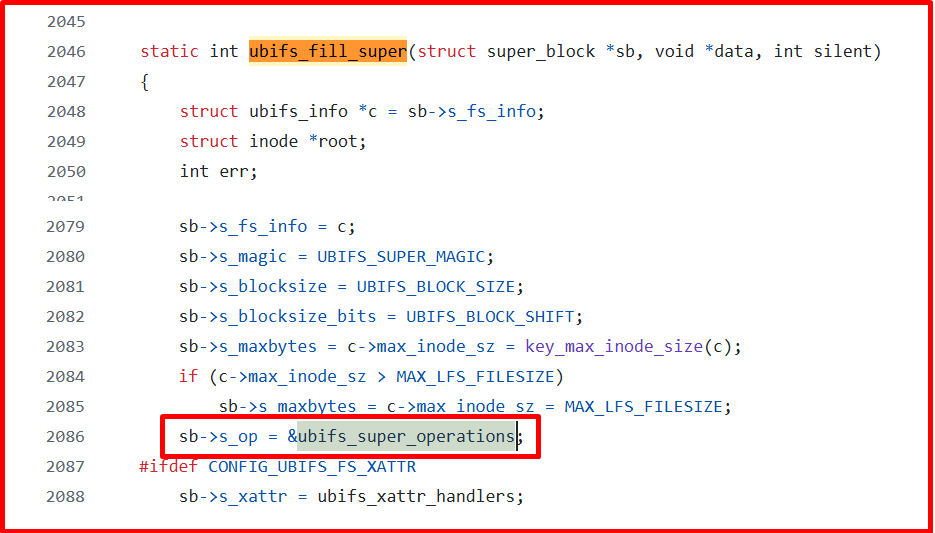 2045
2046 static int ubifs_fill_super(struct super_block *sb, void *data, int silent)
2047 {
2048 struct ubifs_info *c = sb->s_fs_info;
2049 struct inode *root;
2050 int err;
2051
2079 sb->s_fs_info = c;
2080 sb->s_magic = UBIFS_SUPER_MAGIC;
2081 sb->s_blocksize = UBIFS_BLOCK_SIZE;
2082 sb->s_blocksize_bits = UBIFS_BLOCK_SHIFT;
2083 sb->s_maxbytes = c->max_inode_sz = key_max_inode_size(c);
2084 if (c->max_inode_sz > MAX_LFS_FILESIZE)
2085 sb->s_maxbytes = c->max_inode_sz = MAX_LFS_FILESIZE;
2086 sb->s_op = &ubifs_super_operations;
2087 #ifdef CONFIG_UBIFS_FS_XATTR
2088 sb->s_xattr = ubifs_xattr_handlers;